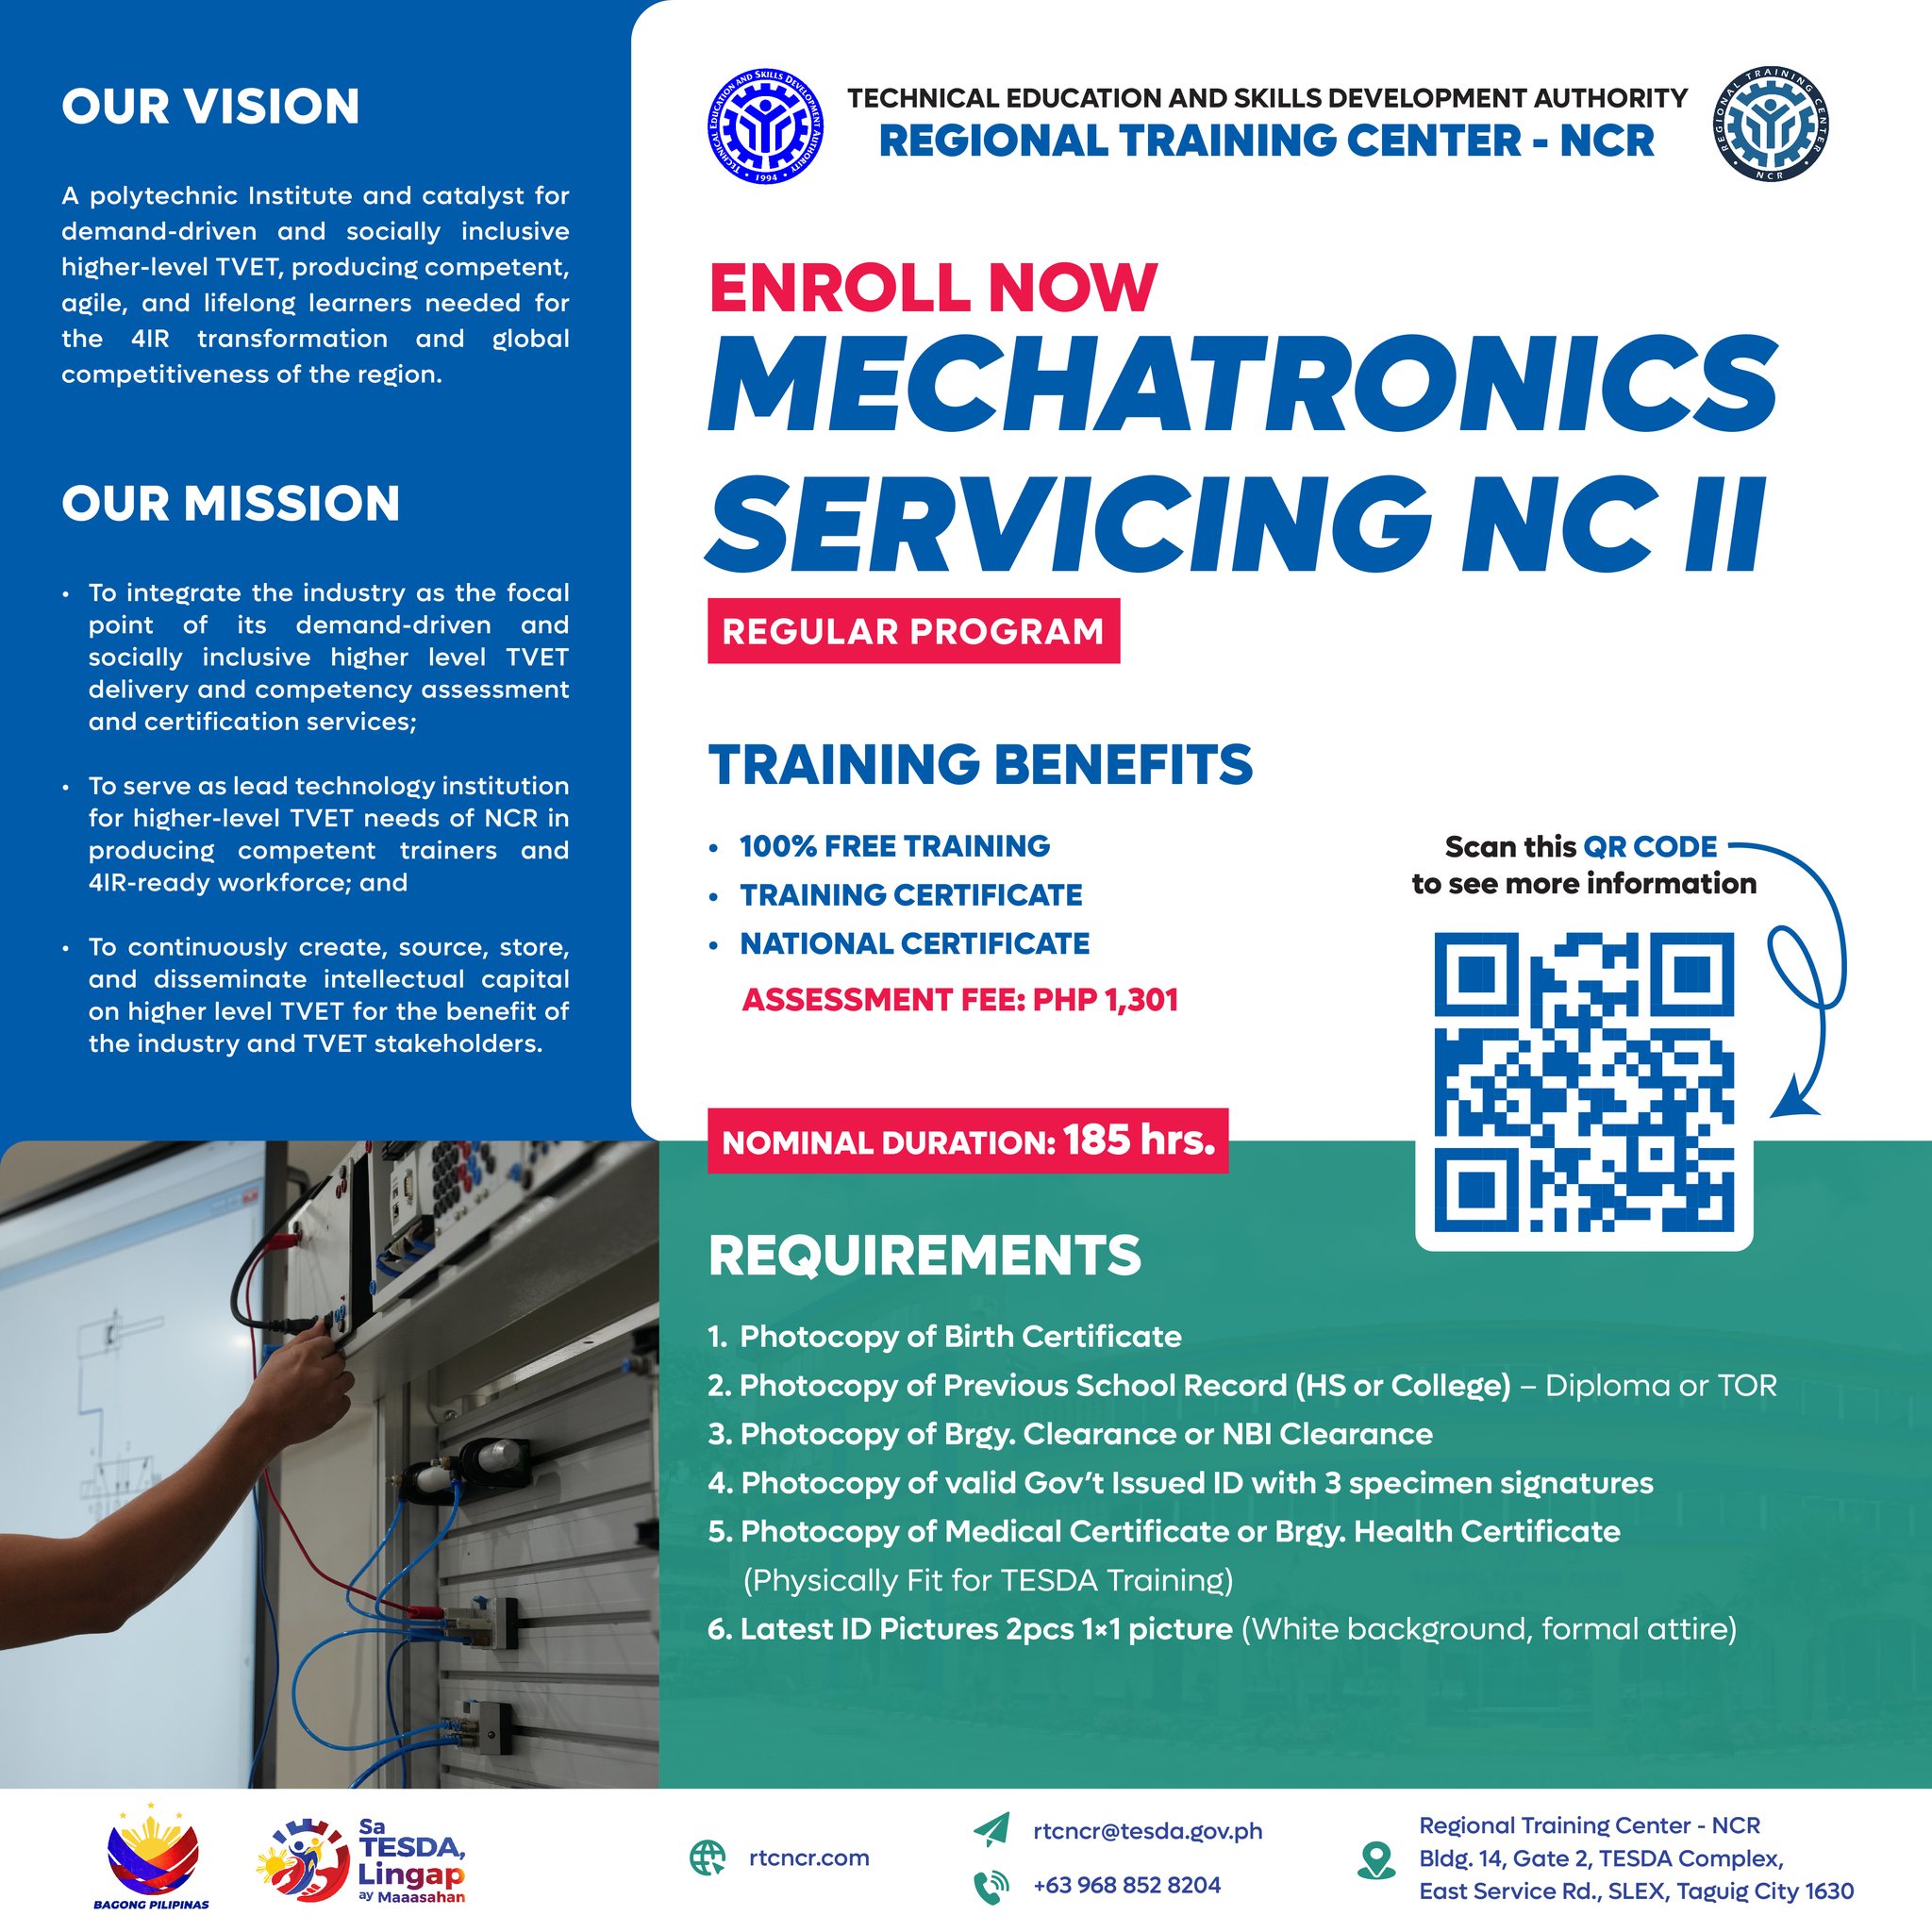 OUR VISION
A polytechnic Institute and catalyst for
demand-driven and socially inclusive
higher-level TVET, producing competent,
agile, and lifelong learners needed for
the 4IR transformation and global
competitiveness of the region.
OUR MISSION
• To integrate the industry as the focal
point of its demand-driven and
socially inclusive higher level TVET
delivery and competency assessment
and certification services;
• To serve as lead technology institution
for higher-level TVET needs of NCR in
producing competent trainers and
4IR-ready workforce; and
• To continuously create, source, store,
and disseminate intellectual capital
on higher level TVET for the benefit of
the industry and TVET stakeholders.
TECHNICAL EDUCATION AND SKILLS DEVELOPMENT AUTHORITY
• 1994 •
TECHNICAL EDUCATION AND SKILLS DEVELOPMENT AUTHORITY
REGIONAL TRAINING CENTER - NCR
REGIONAL TRAINING CENTER
• NCR •
ENROLL NOW
MECHATRONICS
SERVICING NC II
REGULAR PROGRAM
TRAINING BENEFITS
• 100% FREE TRAINING
• TRAINING CERTIFICATE
• NATIONAL CERTIFICATE
ASSESSMENT FEE: PHP 1,301
Scan this QR CODE
to see more information
NOMINAL DURATION: 185 hrs.
REQUIREMENTS
1. Photocopy of Birth Certificate
2. Photocopy of Previous School Record (HS or College) – Diploma or TOR
3. Photocopy of Brgy. Clearance or NBI Clearance
4. Photocopy of valid Gov't Issued ID with 3 specimen signatures
5. Photocopy of Medical Certificate or Brgy. Health Certificate
(Physically Fit for TESDA Training)
6. Latest ID Pictures 2pcs 1×1 picture (White background, formal attire)
BAGONG PILIPINAS
Sa
TESDA,
Lingap
ay Maaasahan
rtcncr.com
rtcncr@tesda.gov.ph
+63 968 852 8204
Regional Training Center - NCR
Bldg. 14, Gate 2, TESDA Complex,
East Service Rd., SLEX, Taguig City 1630